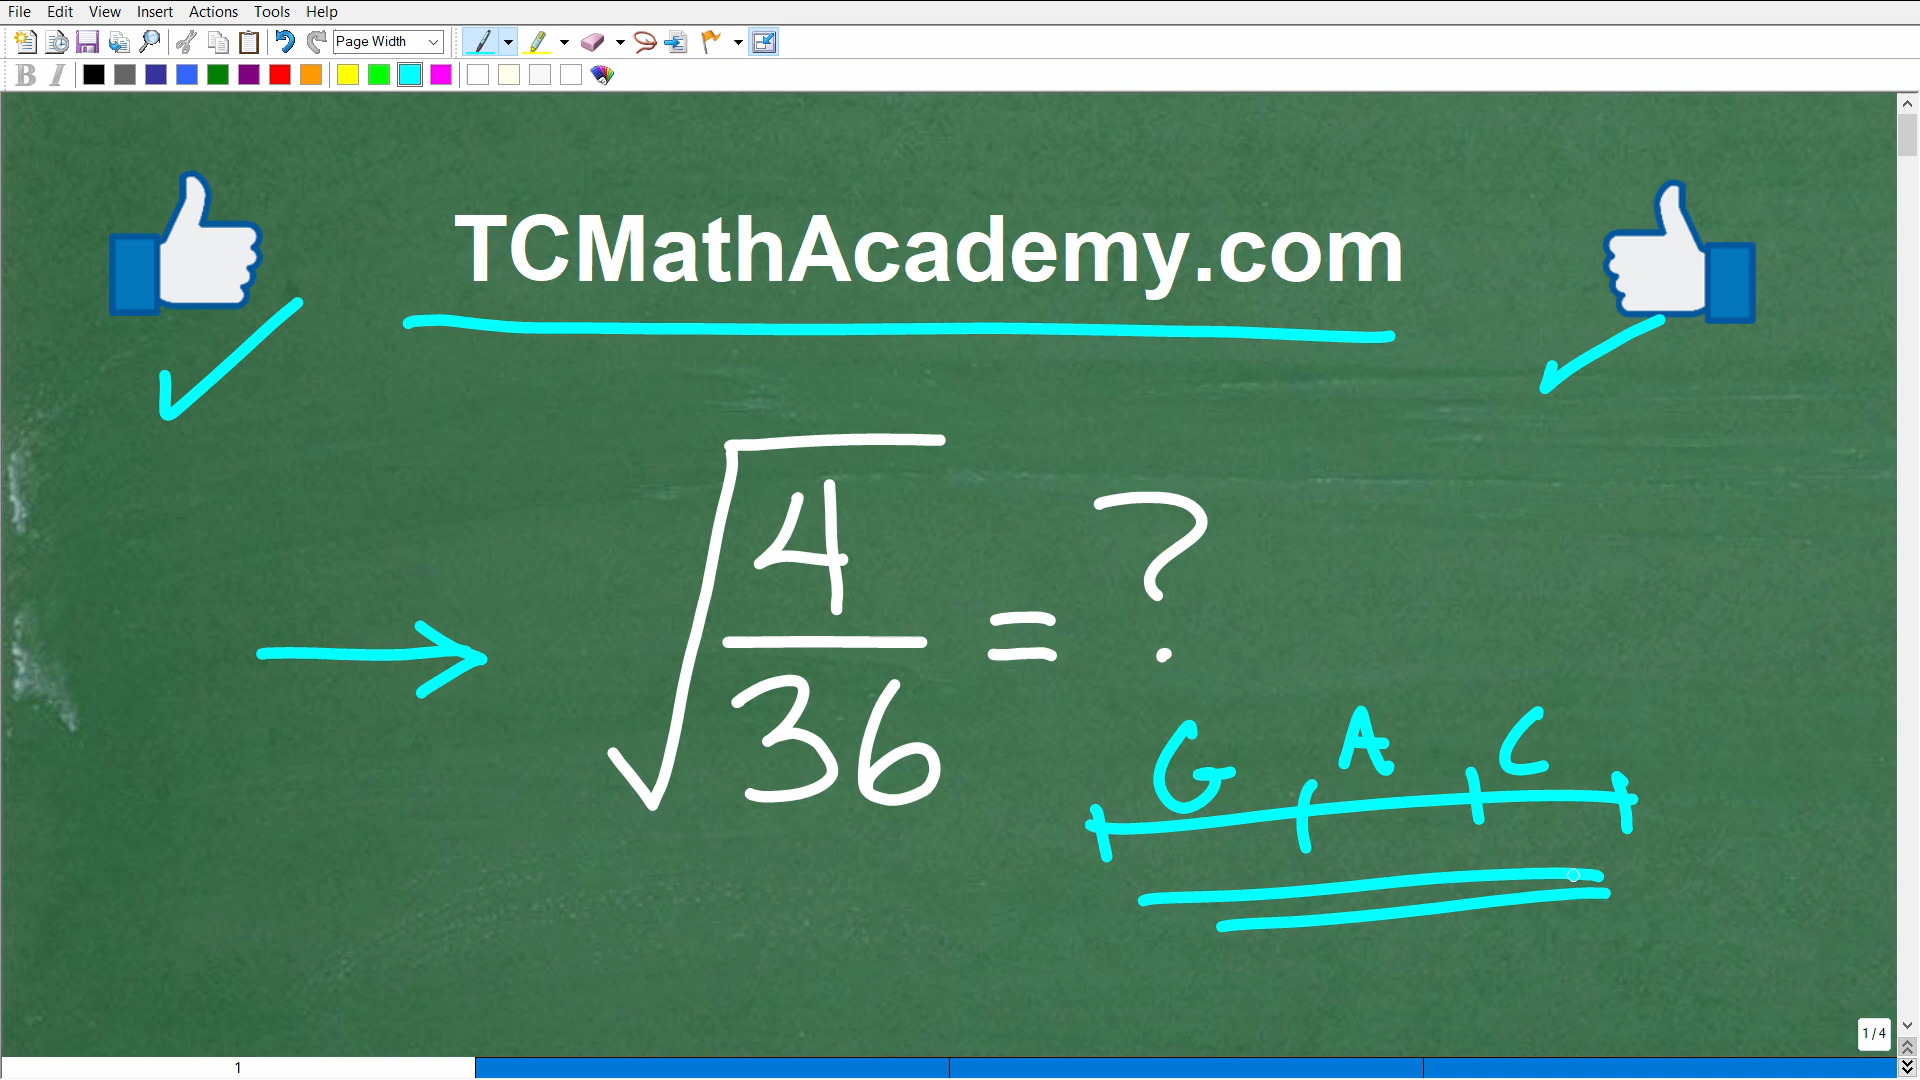 File Edit View Insert Actions Tools Help
Page Width
B I
TCMathAcademy.com
√4/36 = ?
G A C
1 / 4
1